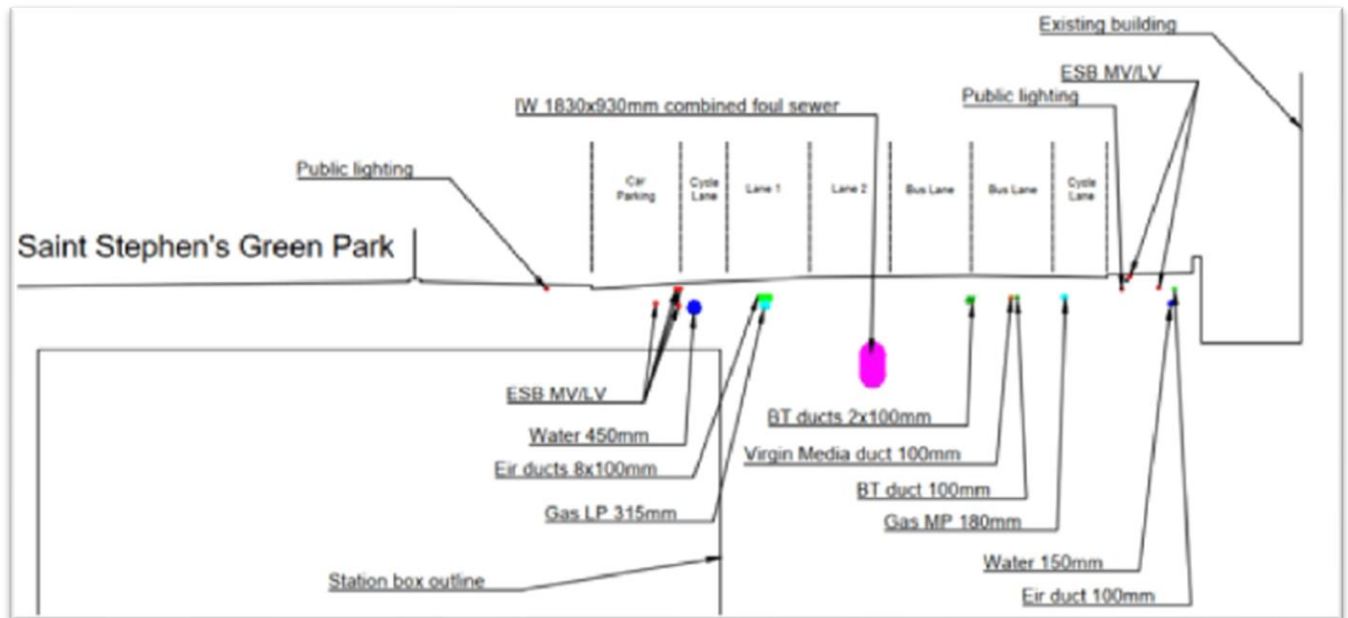 Existing building
ESB MV/LV
Public lighting
IW 1830x930mm combined foul sewer
Public lighting
Car
Parking
Cycle
Lane
Lane 1
Lane 2
Bus Lane
Bus Lane
Cycle
Lane
Saint Stephen's Green Park
ESB MV/LV
Water 450mm
Eir ducts 8x100mm
Gas LP 315mm
Station box outline
BT ducts 2x100mm
Virgin Media duct 100mm
BT duct 100mm
Gas MP 180mm
Water 150mm
Eir duct 100mm